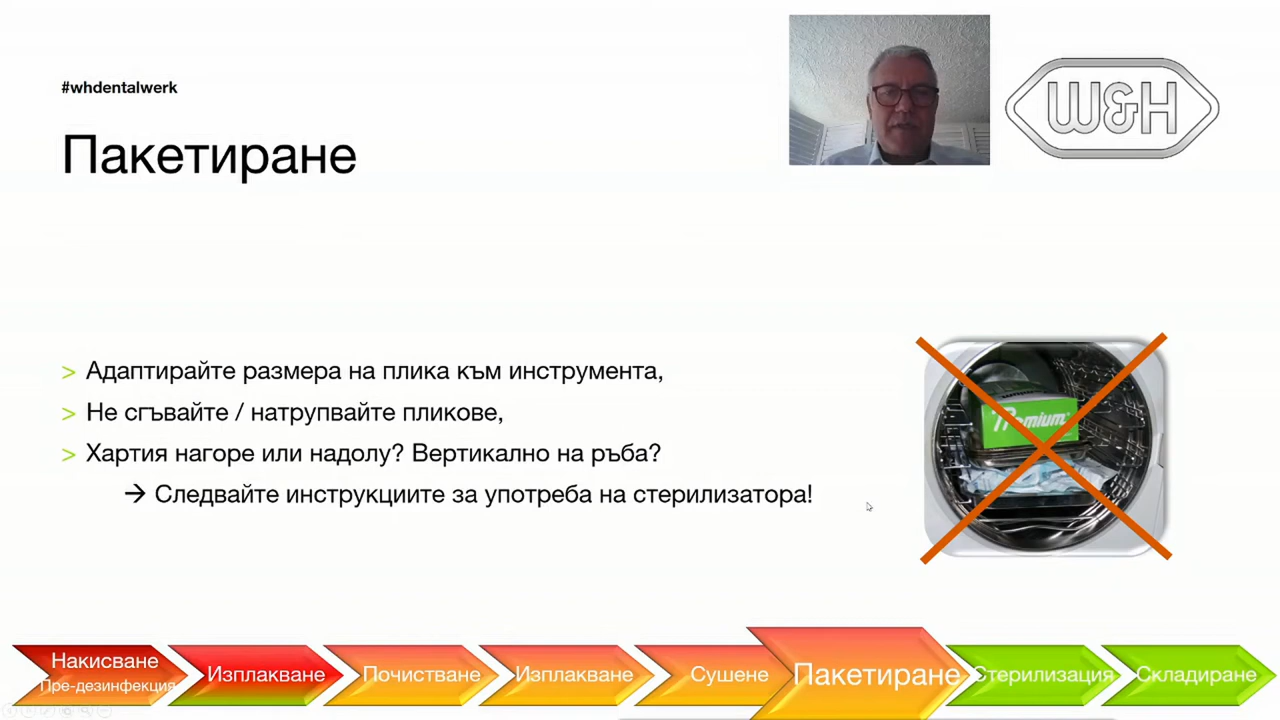 #whdentalwerk
W&H
Пакетиране
> Адаптирайте размера на плика към инструмента,
> Не сгъвайте / натрупвайте пликове,
> Хартия нагоре или надолу? Вертикално на ръба?
→ Следвайте инструкциите за употреба на стерилизатора!
Premium
Накисване
Пре-дезинфекция
Изплакване
Почистване
Изплакване
Сушене
Пакетиране
Стерилизация
Складиране